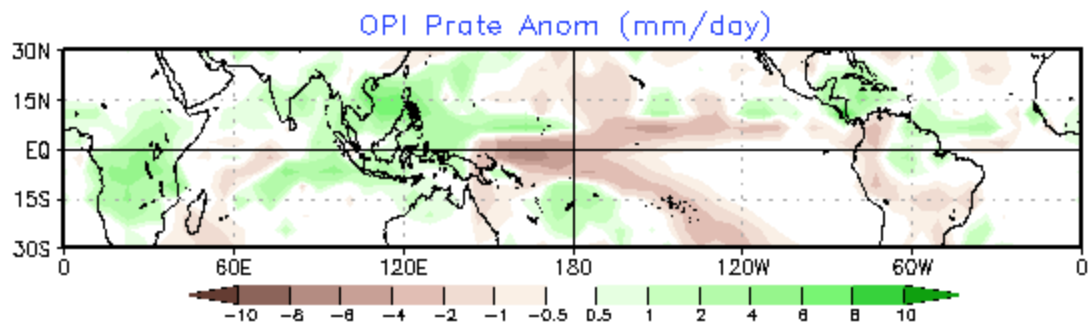 OPI Prate Anom (mm/day)
30N
15N
EQ
15S
30S
0 60E 120E 180 120W 60W 0
-10 -8 -6 -4 -2 -1 -0.5 0.5 1 2 4 6 8 10